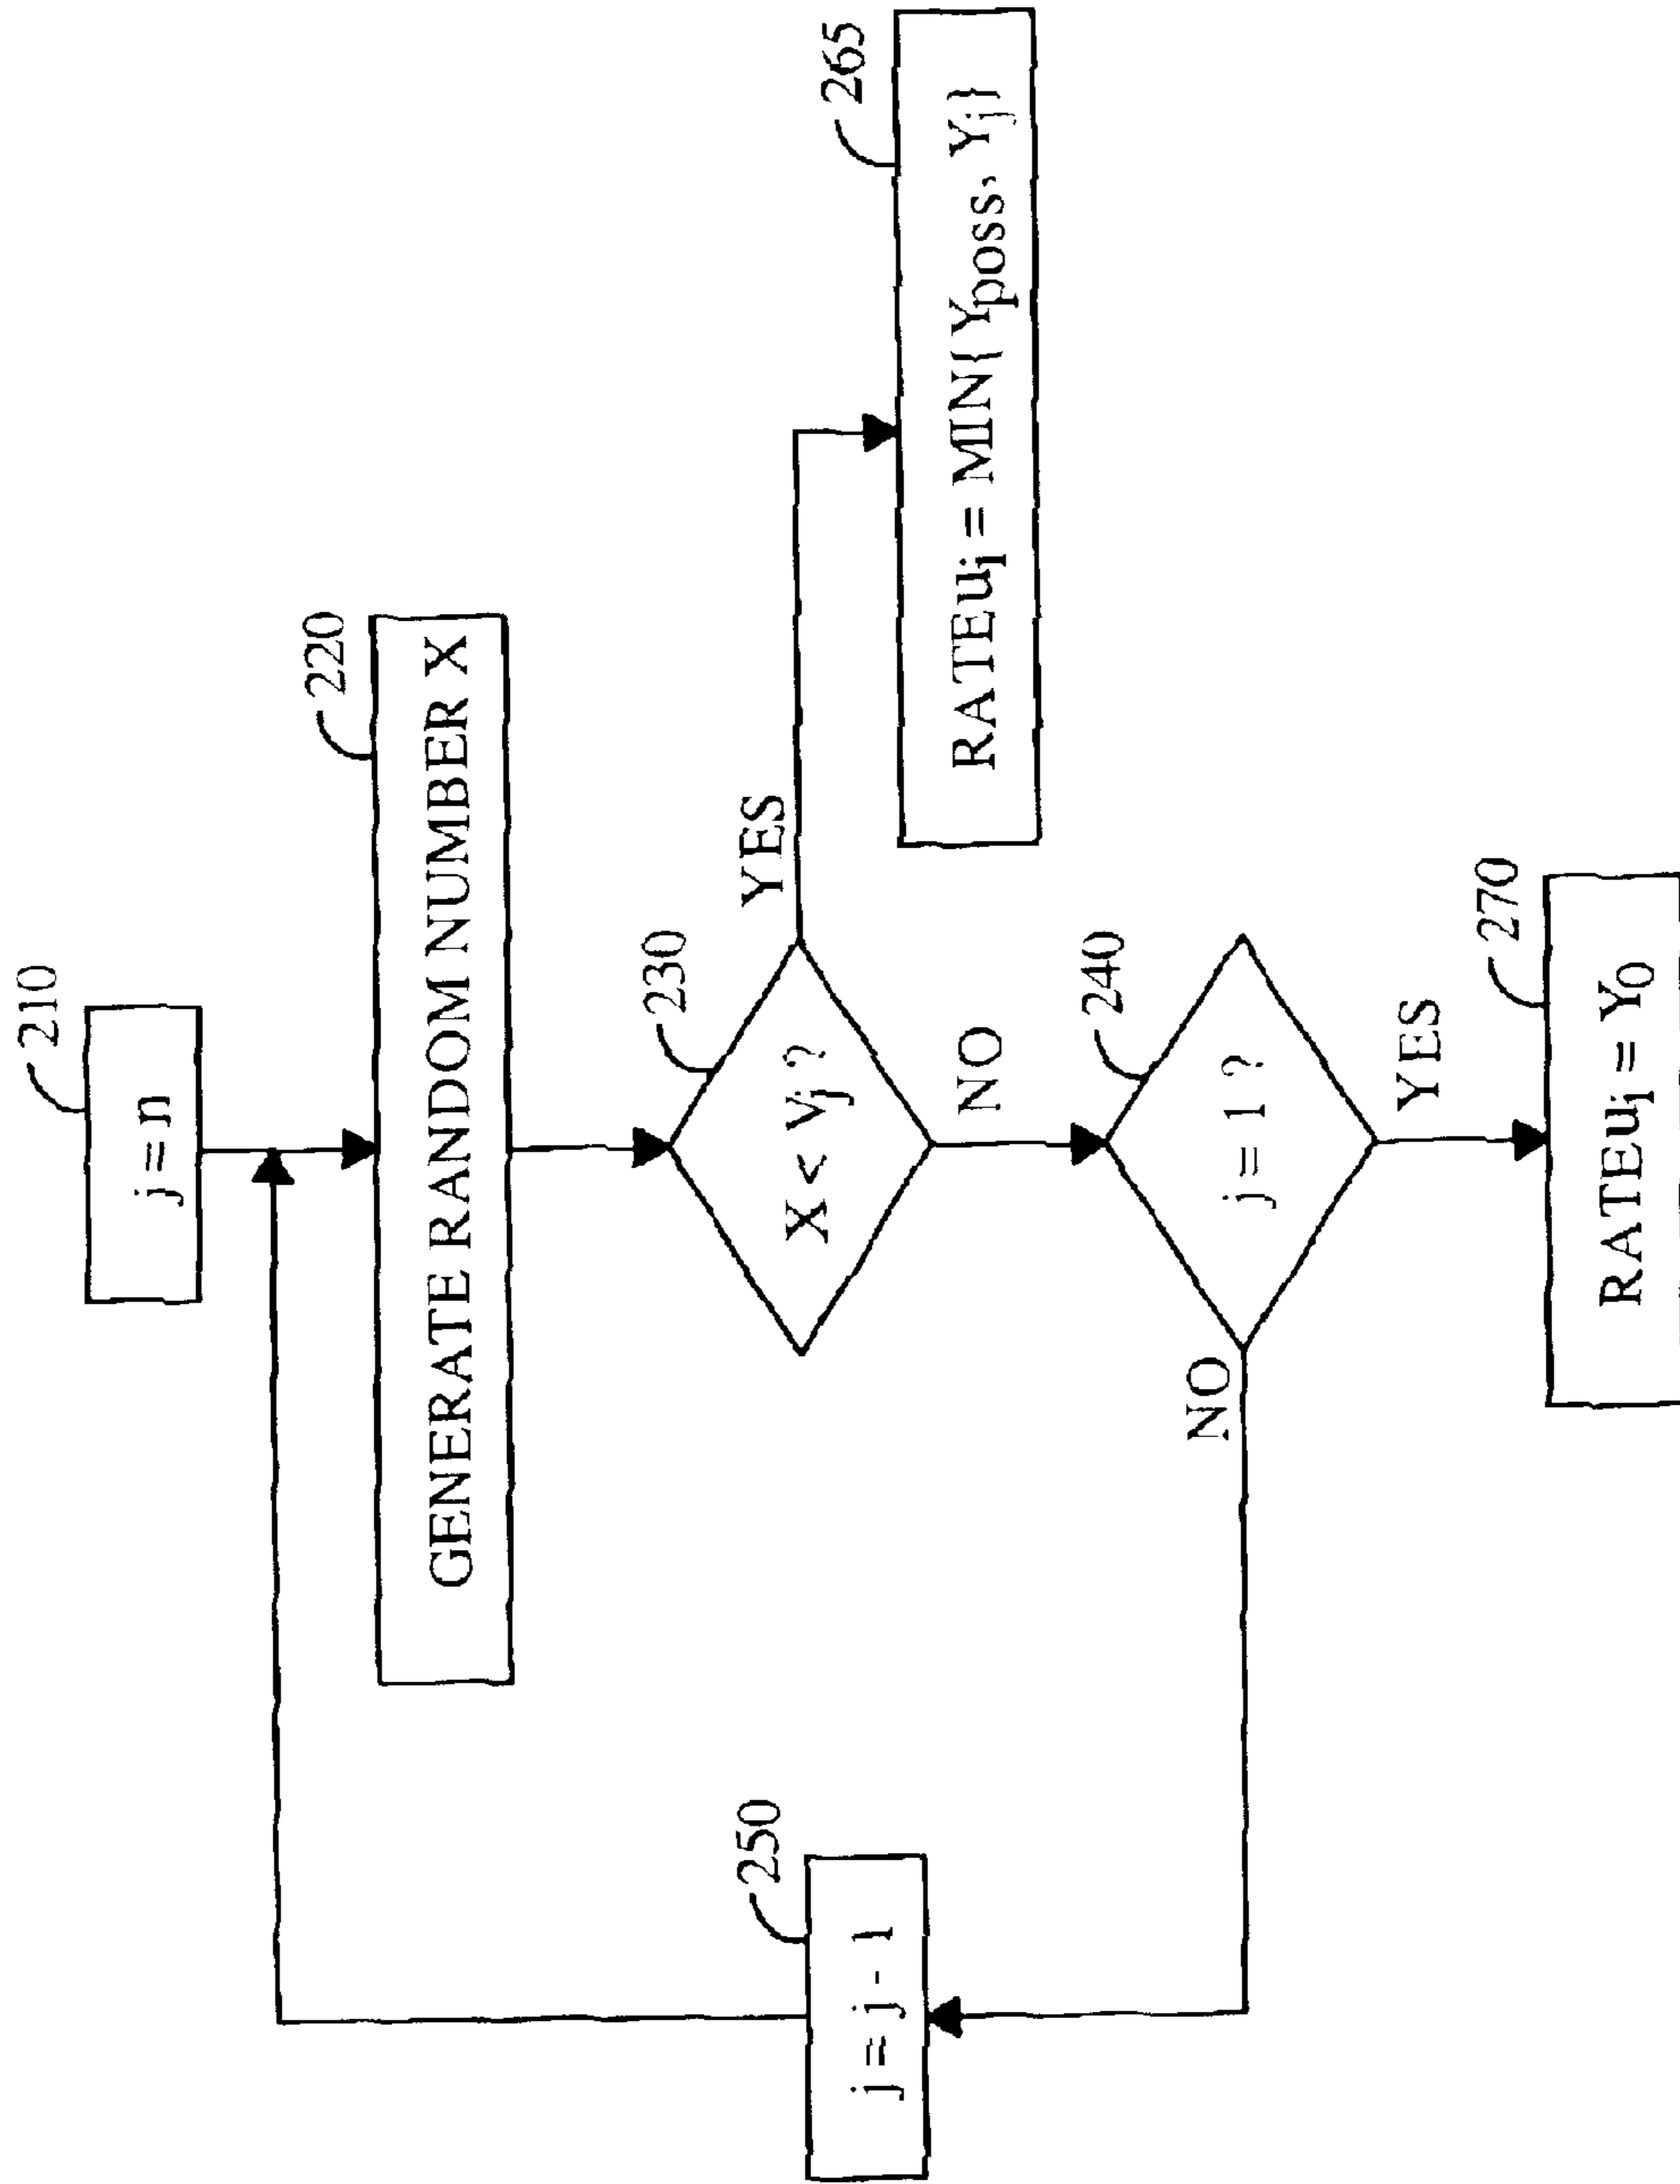 210
j = n
220
GENERATE RANDOM NUMBER X
230
X < Vj ?
YES
265
RATEui = MIN{Yposs, Yj}
NO
240
j = 1 ?
NO
250
j = j - 1
YES
270
RATEui = Y0